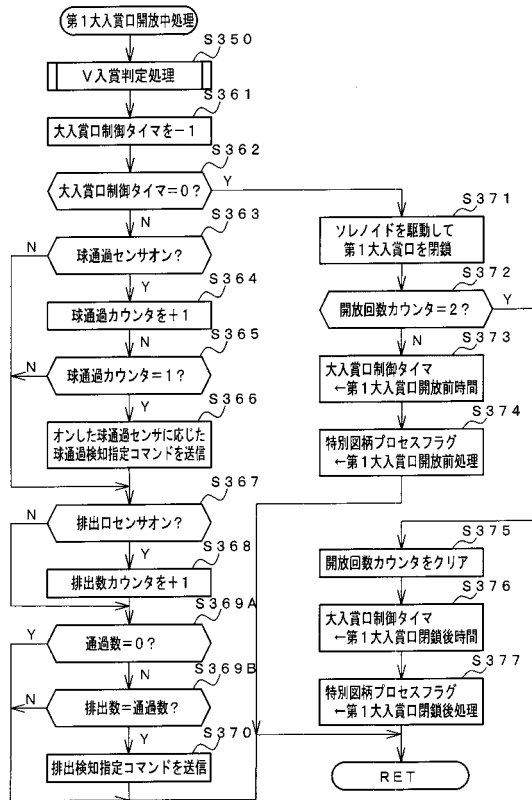 第1大入賞口開放中処理
S350
V入賞判定処理
S361
大入賞口制御タイマを−1
S362
大入賞口制御タイマ=0?
Y
N
S363
球通過センサオン?
N
Y
S364
球通過カウンタを+1
N
S365
球通過カウンタ=1?
N
Y
S366
オンした球通過センサに応じた
球通過検知指定コマンドを送信
S367
排出口センサオン?
N
Y
S368
排出数カウンタを+1
S369A
通過数=0?
Y
N
S369B
排出数=通過数?
N
Y
S370
排出検知指定コマンドを送信
S371
ソレノイドを駆動して
第1大入賞口を閉鎖
S372
開放回数カウンタ=2?
Y
N
S373
大入賞口制御タイマ
←第1大入賞口開放前時間
S374
特別図柄プロセスフラグ
←第1大入賞口開放前処理
S375
開放回数カウンタをクリア
S376
大入賞口制御タイマ
←第1大入賞口閉鎖後時間
S377
特別図柄プロセスフラグ
←第1大入賞口閉鎖後処理
RET